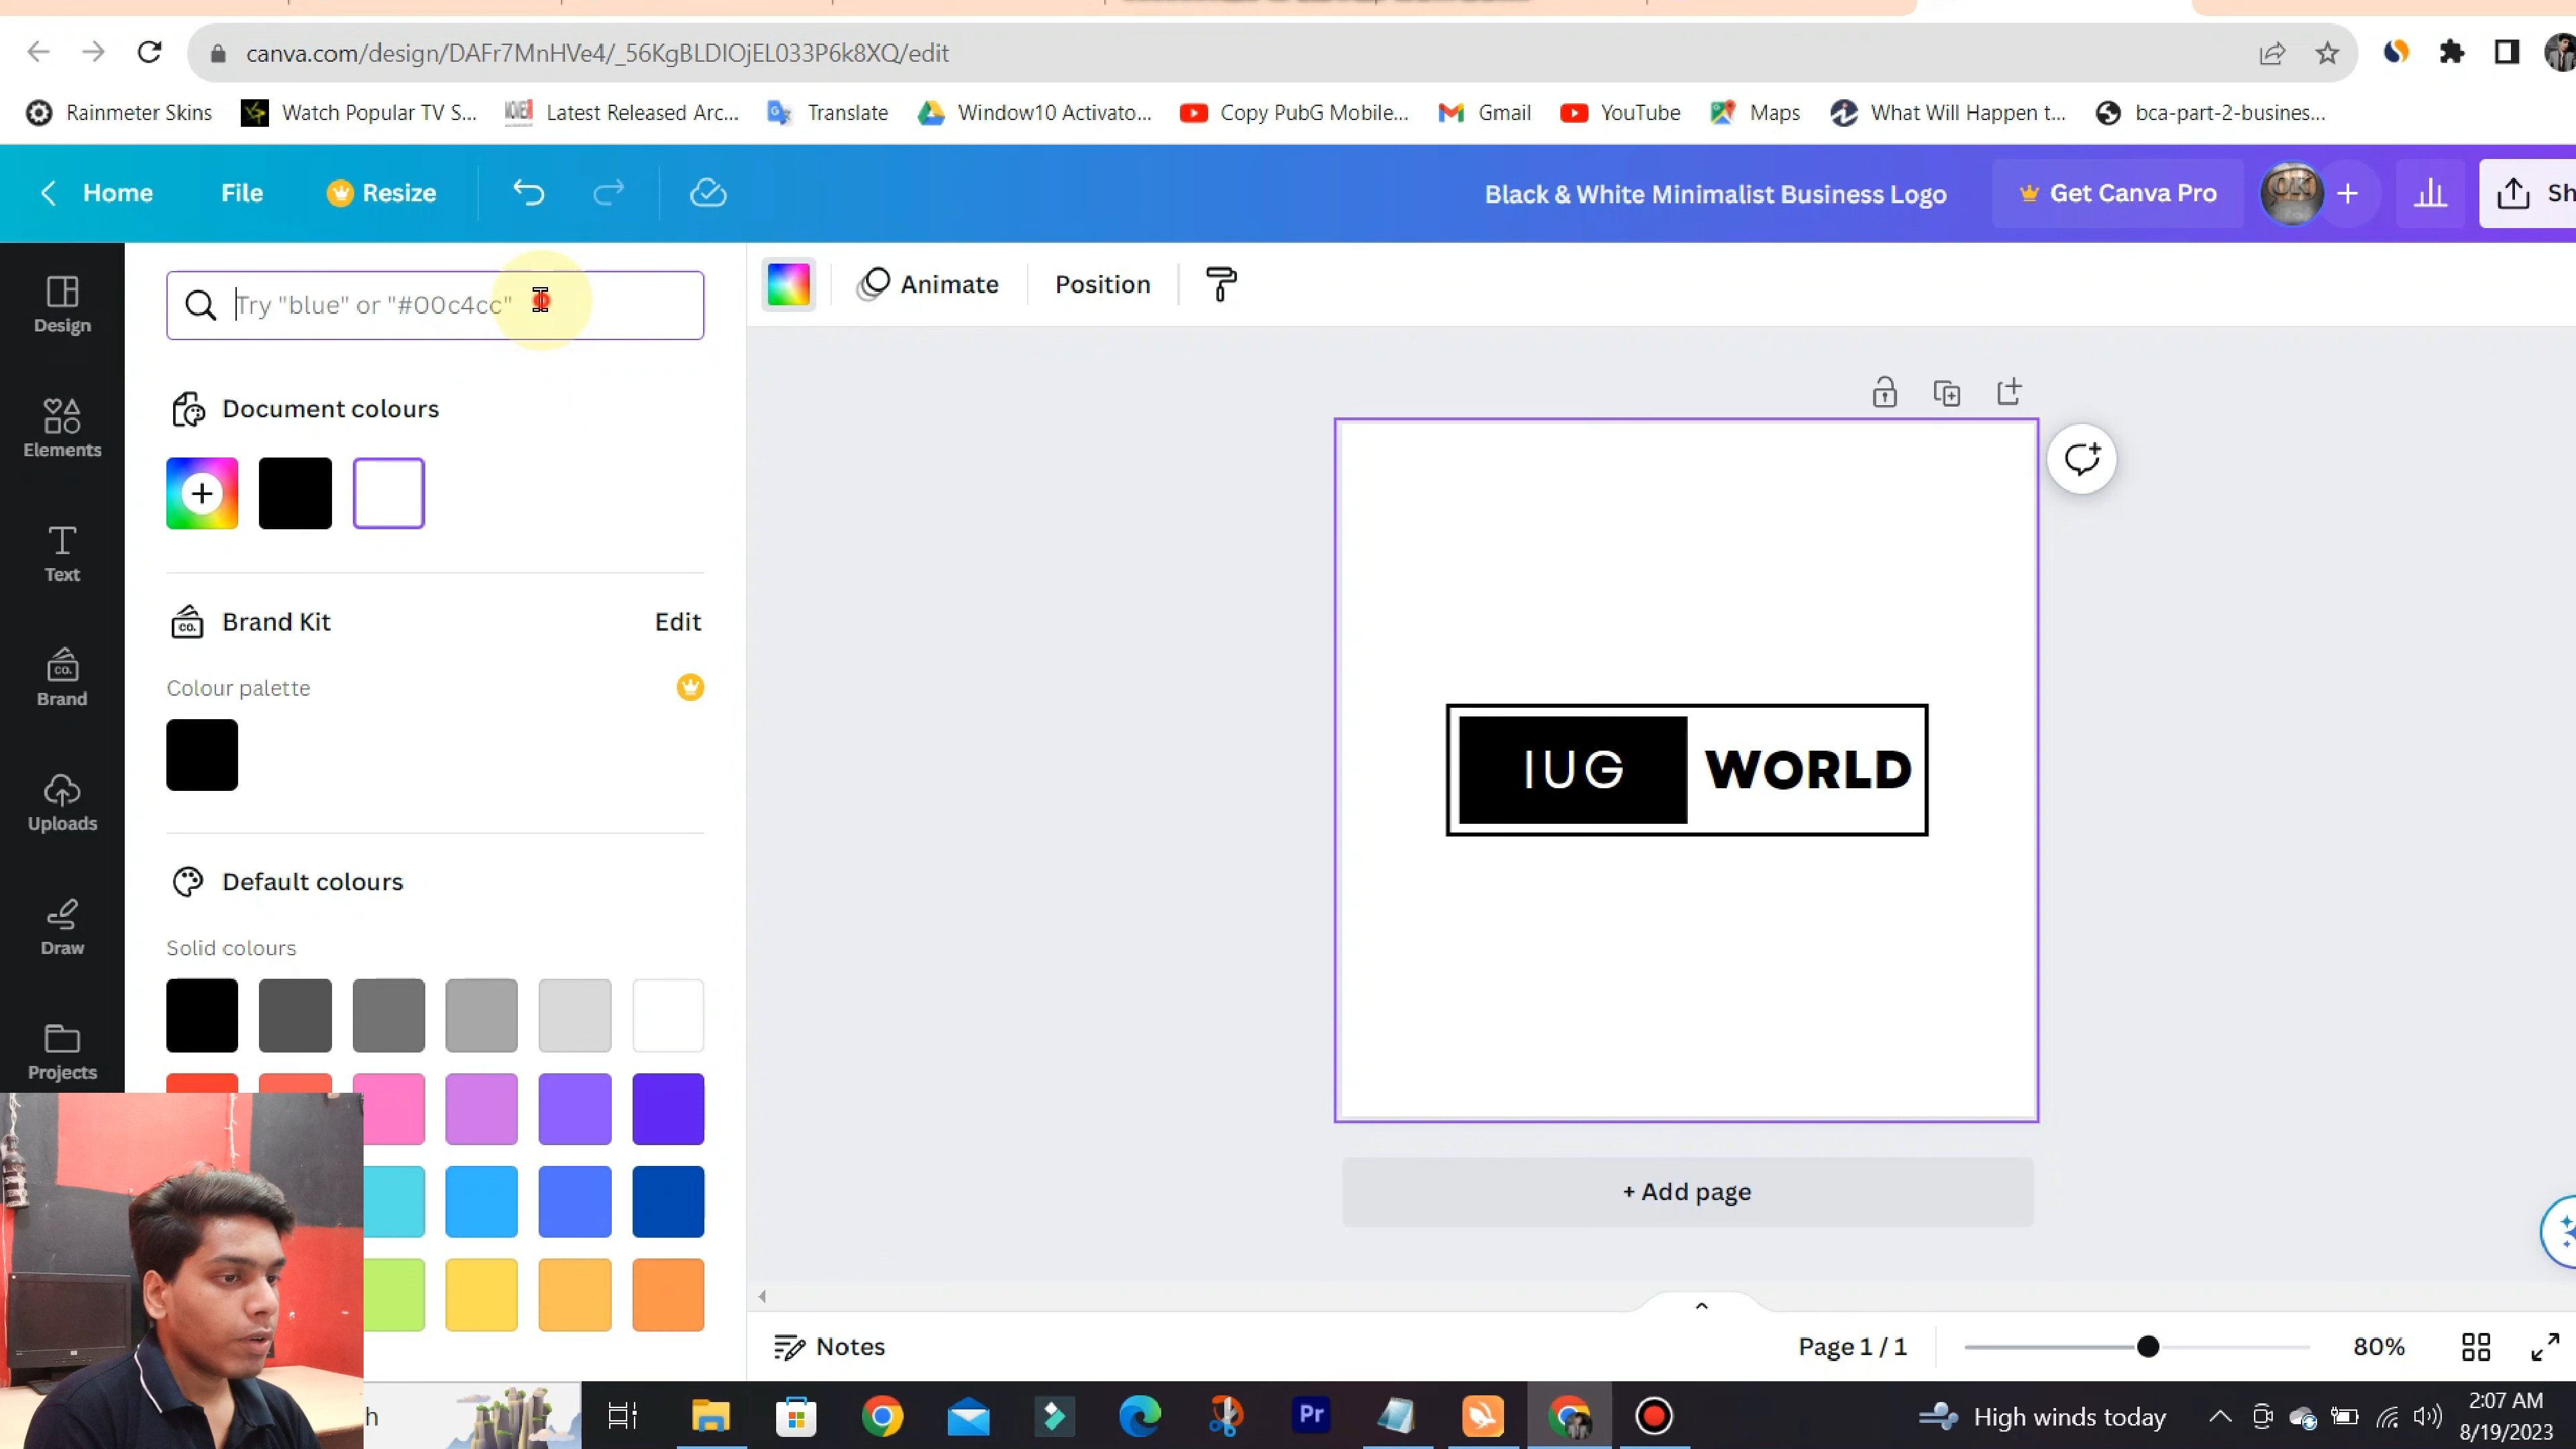 canva.com/design/DAFr7MnHVe4/_56KgBLDIOjEL033P6k8XQ/edit
Rainmeter Skins
Watch Popular TV S...
Latest Released Arc...
Translate
Window10 Activato...
Copy PubG Mobile...
Gmail
YouTube
Maps
What Will Happen t...
bca-part-2-busines...
Home
File
Resize
Black & White Minimalist Business Logo
Get Canva Pro
Sh
Design
Elements
Text
Brand
Uploads
Draw
Projects
Try "blue" or "#00c4cc"
Animate
Position
Document colours
Brand Kit
Edit
Colour palette
Default colours
Solid colours
IUG
WORLD
+ Add page
Notes
Page 1 / 1
80%
h
Pr
High winds today
2:07 AM
8/19/2023